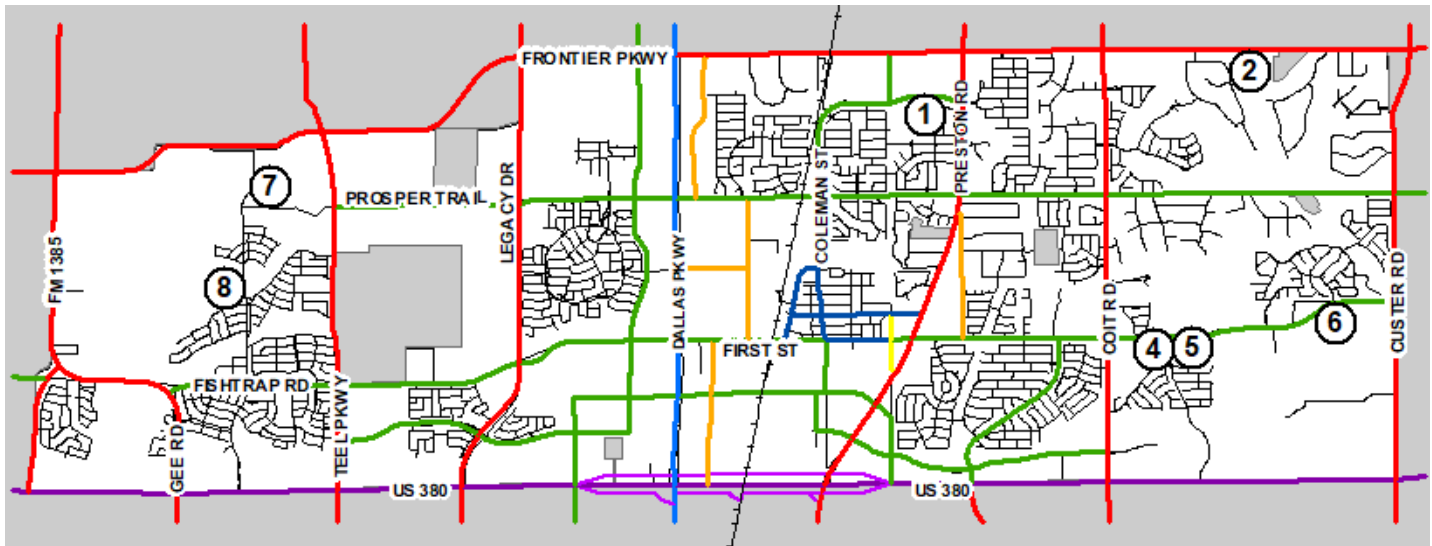 FRONTIER PKWY
2
1
PRESTON RD
COLEMAN ST
7
PROSPER TRAIL
LEGACY DR
FM 1385
8
DALLAS PKWY
COIT RD
CUSTER RD
6
FIRST ST
4
5
FISHTRAP RD
TEEL PKWY
GEE RD
US 380
US 380